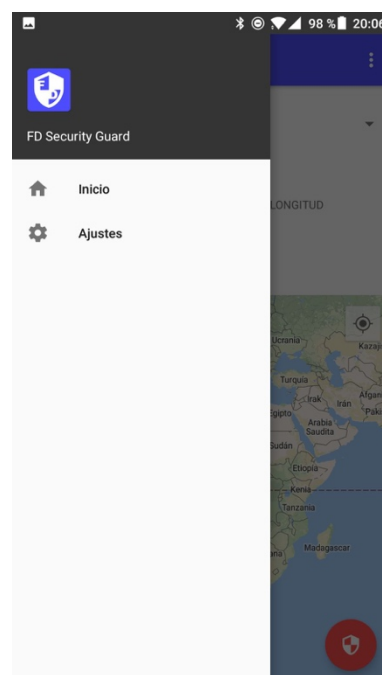 98 % 20:06
FD Security Guard
Inicio
Ajustes
LONGITUD
Ucrania
Kazaj
Turquía
Afgan
Irak
Irán
Paki
Egipto
Arabia
Saudita
Sudán
Etiopía
Kenia
Tanzania
Madagascar